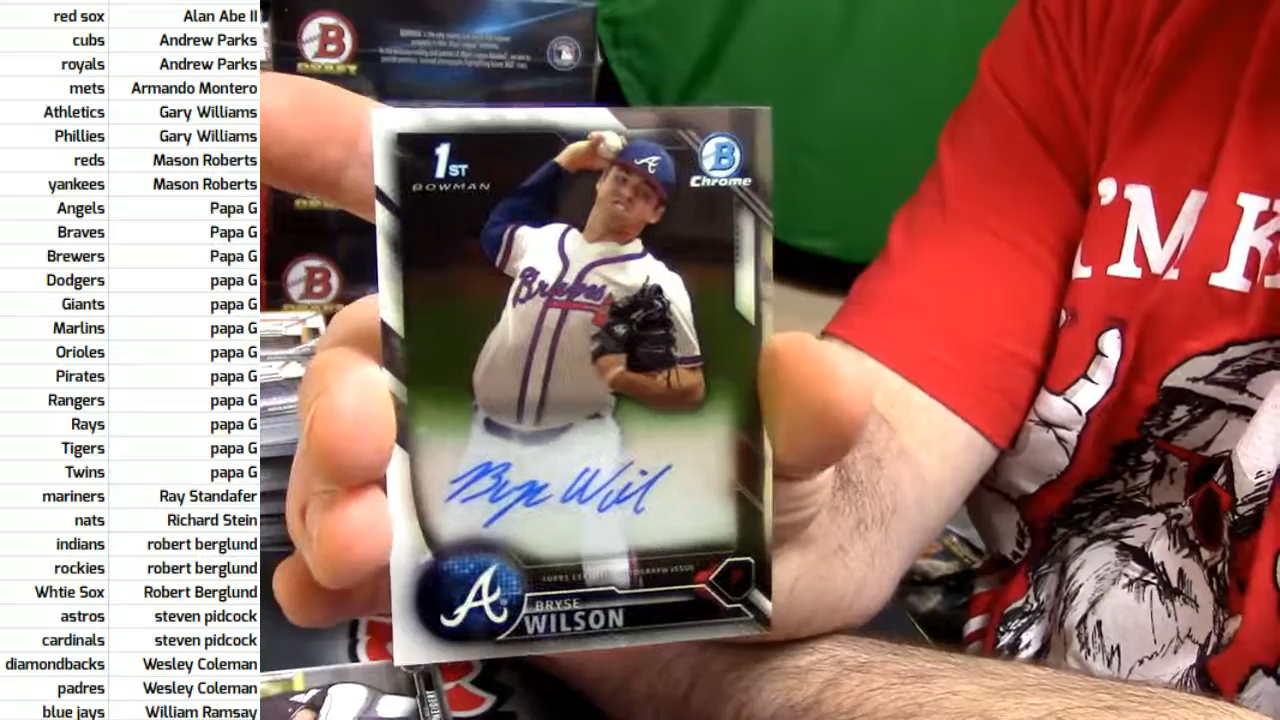 red sox Alan Abe II
cubs Andrew Parks
royals Andrew Parks
mets Armando Montero
Athletics Gary Williams
Phillies Gary Williams
reds Mason Roberts
yankees Mason Roberts
Angels Papa G
Braves Papa G
Brewers Papa G
Dodgers papa G
Giants papa G
Marlins papa G
Orioles papa G
Pirates papa G
Rangers papa G
Rays papa G
Tigers papa G
Twins papa G
mariners Ray Standafer
nats Richard Stein
indians robert berglund
rockies robert berglund
Whtie Sox Robert Berglund
astros steven pidcock
cardinals steven pidcock
diamondbacks Wesley Coleman
padres Wesley Coleman
blue jays William Ramsay
B
DRAFT
B
1ST
BOWMAN
B
Chrome
A
Braves
Bryse Wil
A
BRYSE
WILSON
P
I'M K